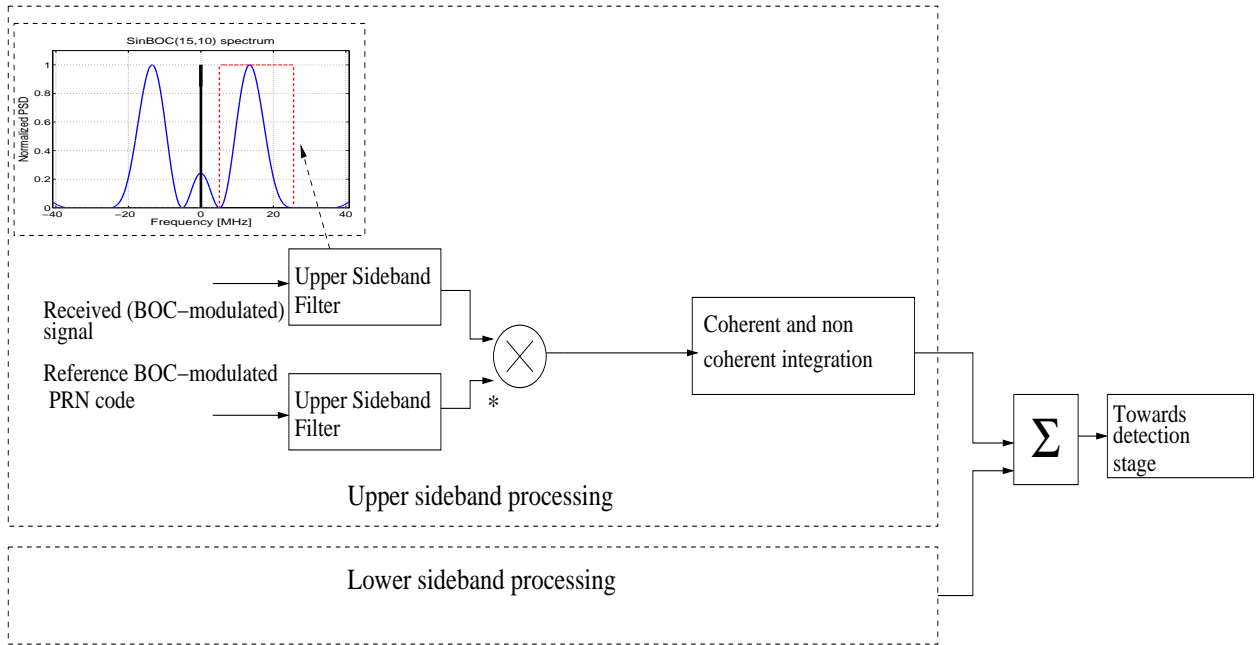 SinBOC(15,10) spectrum
Normalized PSD
1
0.8
0.6
0.4
0.2
0
−40
−20
0
20
40
Frequency [MHz]
Upper Sideband
Filter
Received (BOC−modulated)
signal
Reference BOC−modulated
PRN code
Upper Sideband
Filter
*
Coherent and non
coherent integration
Σ
Towards
detection
stage
Upper sideband processing
Lower sideband processing